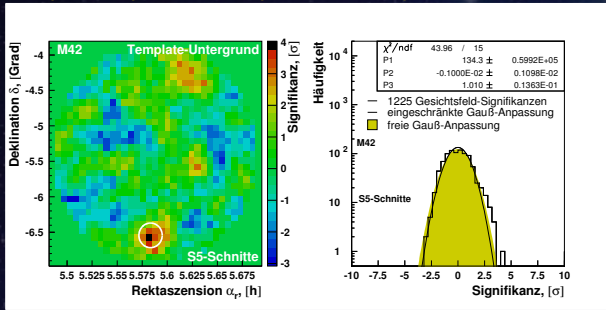 M42
Template-Untergrund
S5-Schnitte
Deklination δ, [Grad]
-4
-4.5
-5
-5.5
-6
-6.5
5.5 5.525 5.55 5.575 5.6 5.625 5.65 5.675
Rektaszension αr, [h]
Signifikanz [σ]
4
3
2
1
0
-1
-2
-3
Häufigkeit
10⁴
10³
10²
10
1
χ²/ndf 43.96 / 15
P1 134.3 ± 0.5992E+05
P2 -0.1000E-02 ± 0.1098E-02
P3 1.010 ± 0.1363E-01
1225 Gesichtsfeld-Signifikanzen
eingeschränkte Gauß-Anpassung
freie Gauß-Anpassung
M42
S5-Schnitte
-10 -7.5 -5 -2.5 0 2.5 5 7.5 10
Signifikanz, [σ]